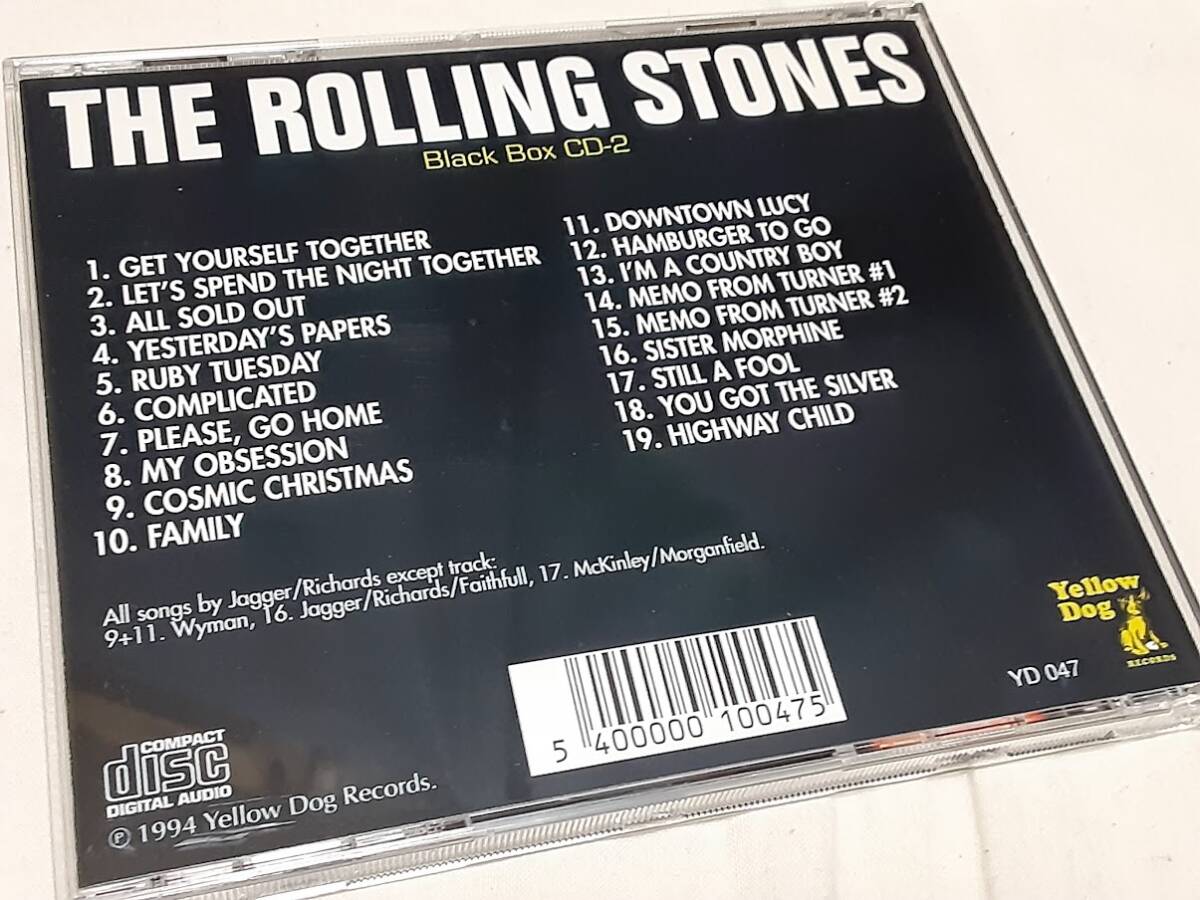 THE ROLLING STONES
Black Box CD-2
1. GET YOURSELF TOGETHER
2. LET'S SPEND THE NIGHT TOGETHER
3. ALL SOLD OUT
4. YESTERDAY'S PAPERS
5. RUBY TUESDAY
6. COMPLICATED
7. PLEASE, GO HOME
8. MY OBSESSION
9. COSMIC CHRISTMAS
10. FAMILY
11. DOWNTOWN LUCY
12. HAMBURGER TO GO
13. I'M A COUNTRY BOY
14. MEMO FROM TURNER #1
15. MEMO FROM TURNER #2
16. SISTER MORPHINE
17. STILL A FOOL
18. YOU GOT THE SILVER
19. HIGHWAY CHILD
All songs by Jagger/Richards except track:
9+11. Wyman, 16. Jagger/Richards/Faithfull, 17. McKinley/Morganfield.
Yellow
Dog
RECORDS
YD 047
5 400000 100475
COMPACT
disc
DIGITAL AUDIO
℗ 1994 Yellow Dog Records.